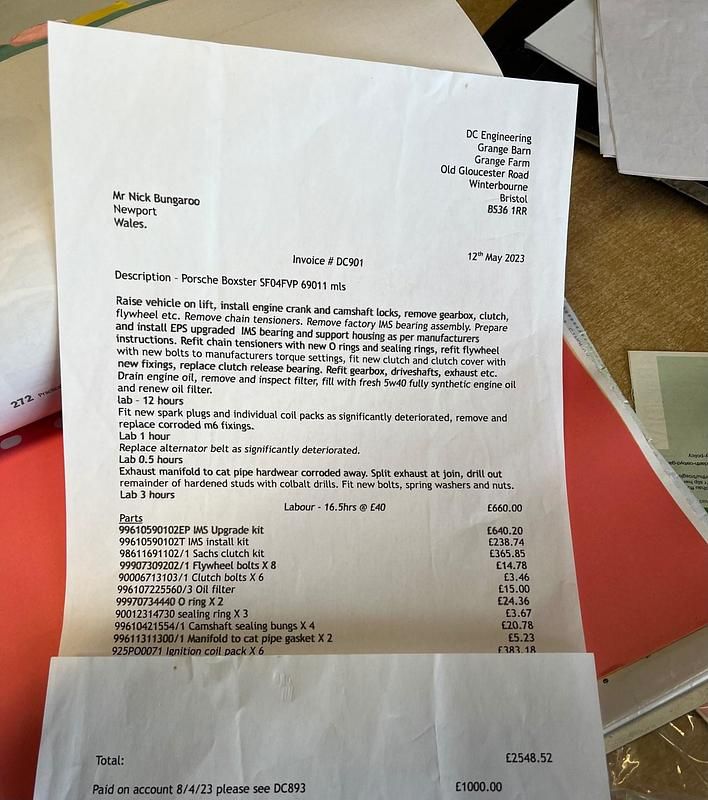 DC Engineering
Grange Barn
Grange Farm
Old Gloucester Road
Winterbourne
Bristol
BS36 1RR
Mr Nick Bungaroo
Newport
Wales.
Invoice # DC901
12th May 2023
Description - Porsche Boxster SF04FVP 69011 mls
Raise vehicle on lift, install engine crank and camshaft locks, remove gearbox, clutch,
flywheel etc. Remove chain tensioners. Remove factory IMS bearing assembly. Prepare
and install EPS upgraded IMS bearing and support housing as per manufacturers
instructions. Refit chain tensioners with new O rings and sealing rings, refit flywheel
with new bolts to manufacturers torque settings, fit new clutch and clutch cover with
new fixings, replace clutch release bearing. Refit gearbox, driveshafts, exhaust etc.
Drain engine oil, remove and inspect filter, fill with fresh 5w40 fully synthetic engine oil
and renew oil filter.
lab - 12 hours
Fit new spark plugs and individual coil packs as significantly deteriorated, remove and
replace corroded m6 fixings.
Lab 1 hour
Replace alternator belt as significantly deteriorated.
Lab 0.5 hours
Exhaust manifold to cat pipe hardwear corroded away. Split exhaust at join, drill out
remainder of hardened studs with colbalt drills. Fit new bolts, spring washers and nuts.
Lab 3 hours
Labour - 16.5hrs @ £40 £660.00
Parts
99610590102EP IMS Upgrade kit £640.20
99610590102T IMS install kit £238.74
98611691102/1 Sachs clutch kit £365.85
99907309202/1 Flywheel bolts X 8 £14.78
90006713103/1 Clutch bolts X 6 £3.46
996107225560/3 Oil filter £15.00
99970734440 O ring X 2 £24.36
90012314730 sealing ring X 3 £3.67
99610421554/1 Camshaft sealing bungs X 4 £20.78
99611311300/1 Manifold to cat pipe gasket X 2 £5.23
925PO0071 Ignition coil pack X 6 £383.18
Total: £2548.52
Paid on account 8/4/23 please see DC893 £1000.00
272